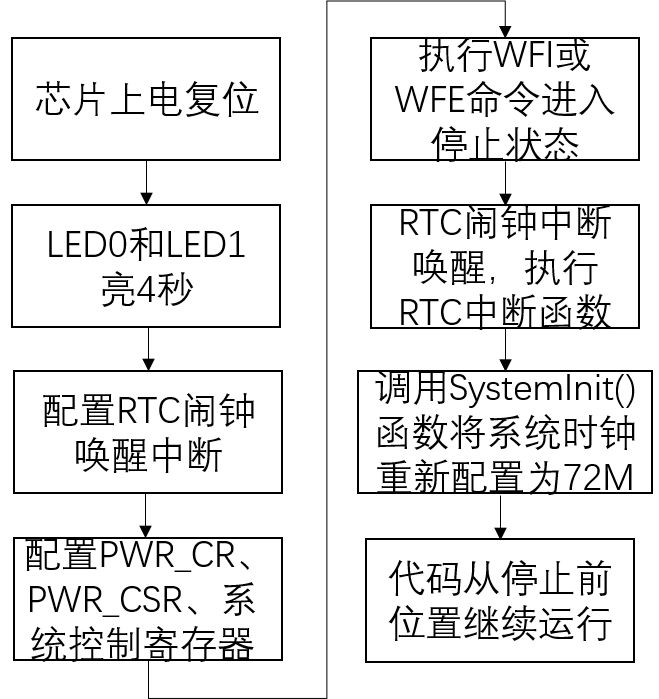 芯片上电复位
LED0和LED1
亮4秒
配置RTC闹钟
唤醒中断
配置PWR_CR、
PWR_CSR、系
统控制寄存器
执行WFI或
WFE命令进入
停止状态
RTC闹钟中断
唤醒，执行
RTC中断函数
调用SystemInit()
函数将系统时钟
重新配置为72M
代码从停止前
位置继续运行